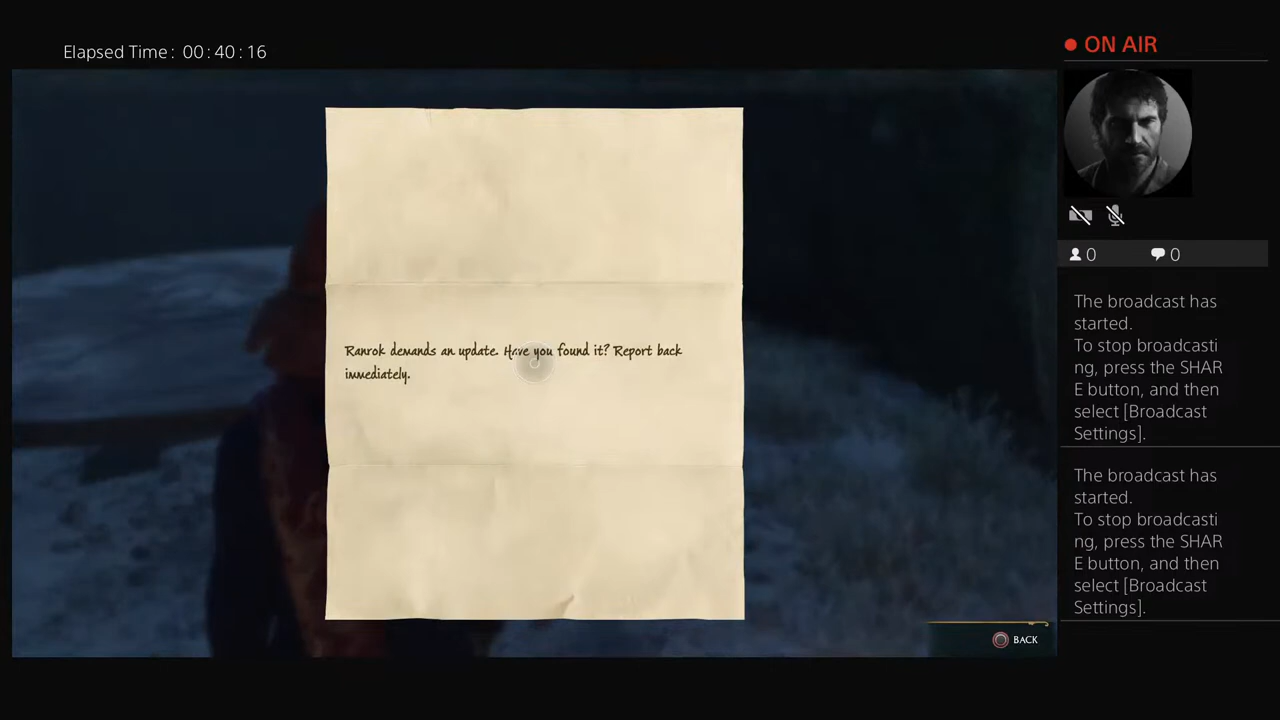 Elapsed Time: 00:40:16
ON AIR
0 0
Ranrok demands an update. Have you found it? Report back
immediately.
The broadcast has
started.
To stop broadcasti
ng, press the SHAR
E button, and then
select [Broadcast
Settings].
The broadcast has
started.
To stop broadcasti
ng, press the SHAR
E button, and then
select [Broadcast
Settings].
BACK